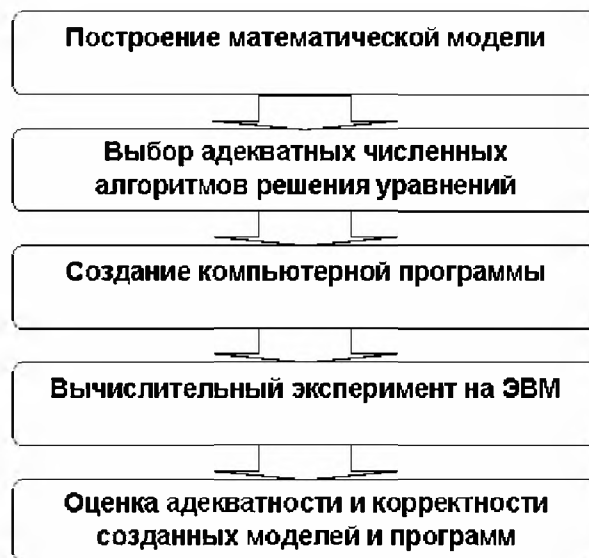 Построение математической модели
Выбор адекватных численных
алгоритмов решения уравнений
Создание компьютерной программы
Вычислительный эксперимент на ЭВМ
Оценка адекватности и корректности
созданных моделей и программ